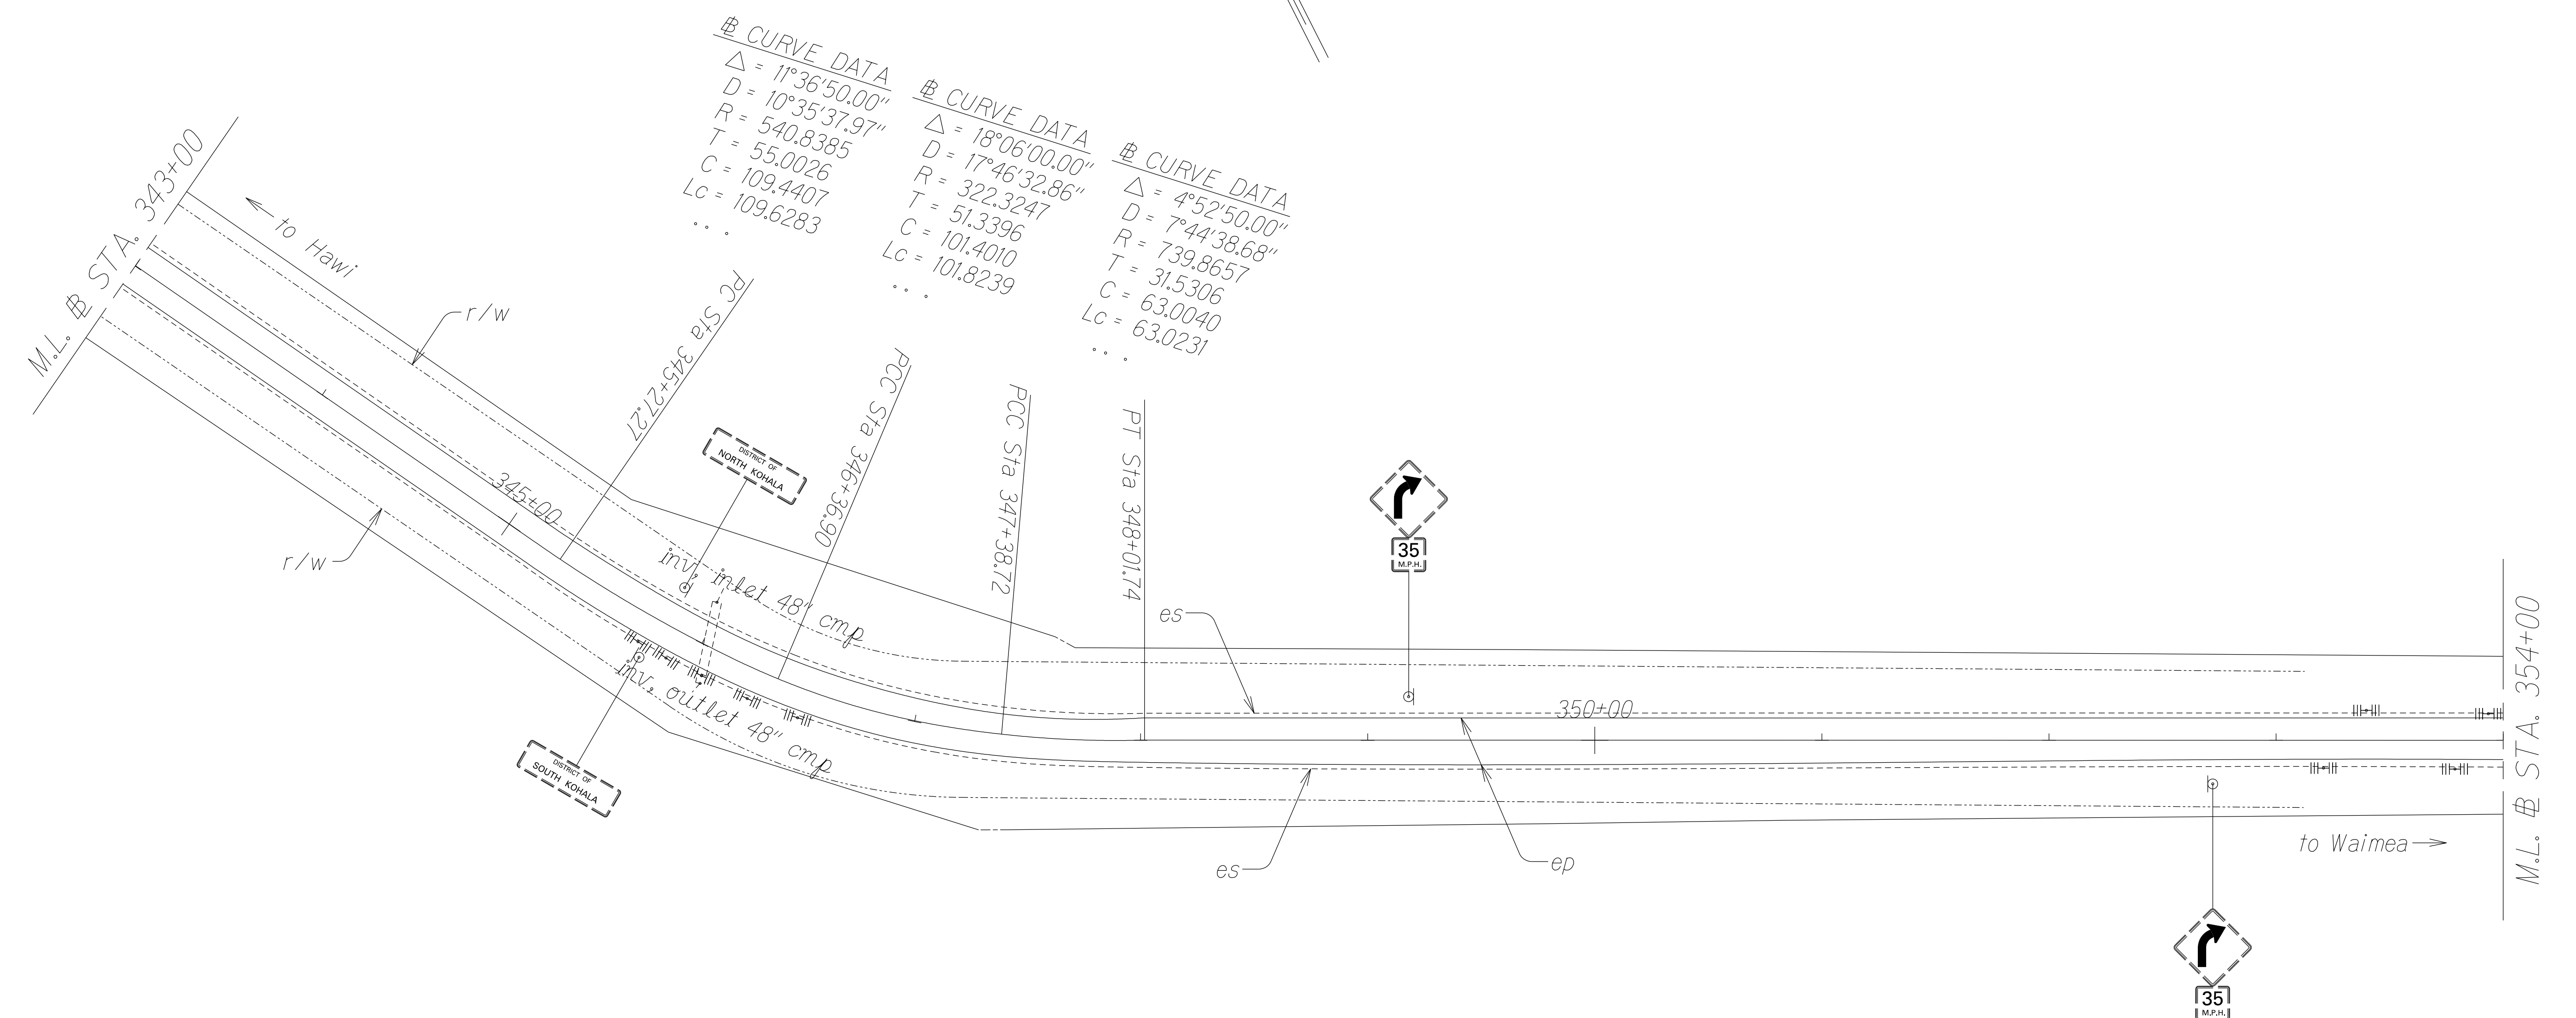 ℄ CURVE DATA
△ = 11°36'50.00"
D = 10°35'37.97"
R = 540.8385
T = 55.0026
C = 109.4407
Lc = 109.6283
...
℄ CURVE DATA
△ = 18°06'00.00"
D = 17°46'32.86"
R = 322.3247
T = 51.3396
C = 101.4010
Lc = 101.8239
...
℄ CURVE DATA
△ = 4°52'50.00"
D = 7°44'38.68"
R = 739.8657
T = 31.5306
C = 63.0040
Lc = 63.0231
...
M.L. ℄ STA. 343+00
to Hawi
r/w
r/w
345+00
PC Sta 345+27.27
PCC Sta 346+36.90
PCC Sta 347+38.72
PT Sta 348+01.74
DISTRICT OF
NORTH KOHALA
inv. inlet 48" cmp
inv. outlet 48" cmp
DISTRICT OF
SOUTH KOHALA
35
M.P.H.
es
350+00
es
ep
to Waimea
35
M.P.H.
M.L. ℄ STA. 354+00